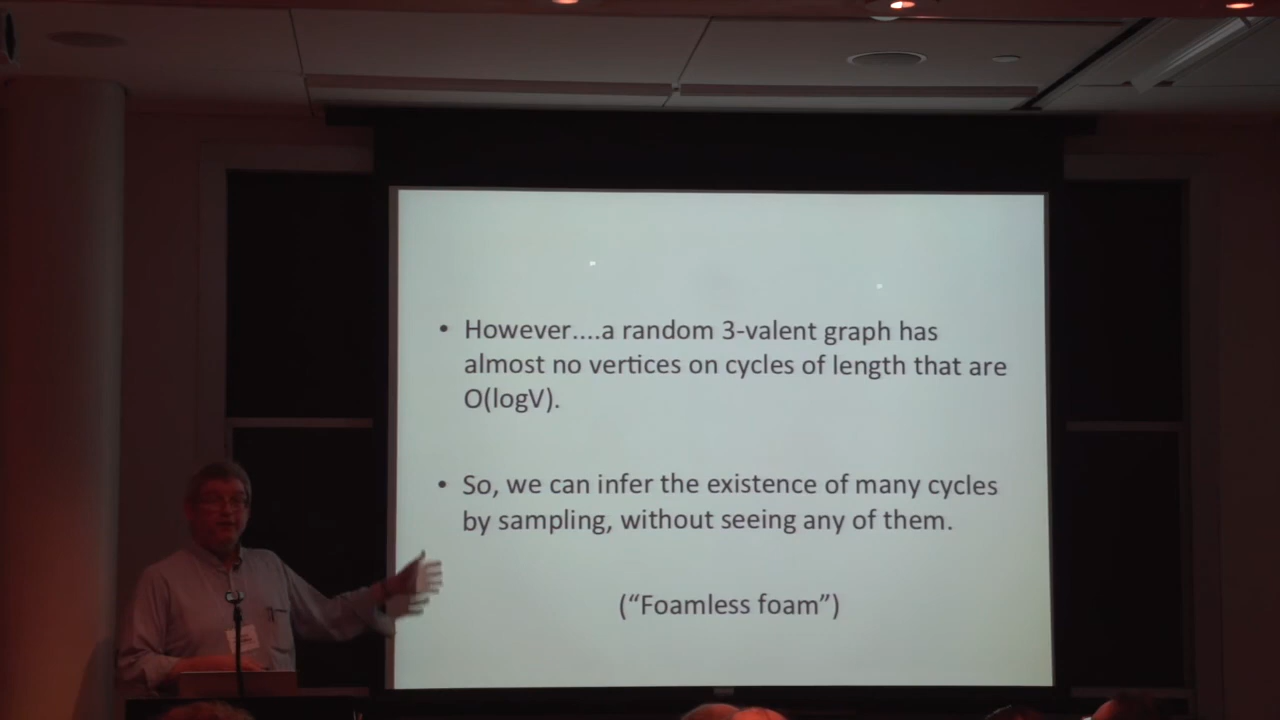 • However....a random 3-valent graph has
almost no vertices on cycles of length that are
O(logV).
• So, we can infer the existence of many cycles
by sampling, without seeing any of them.
(“Foamless foam”)